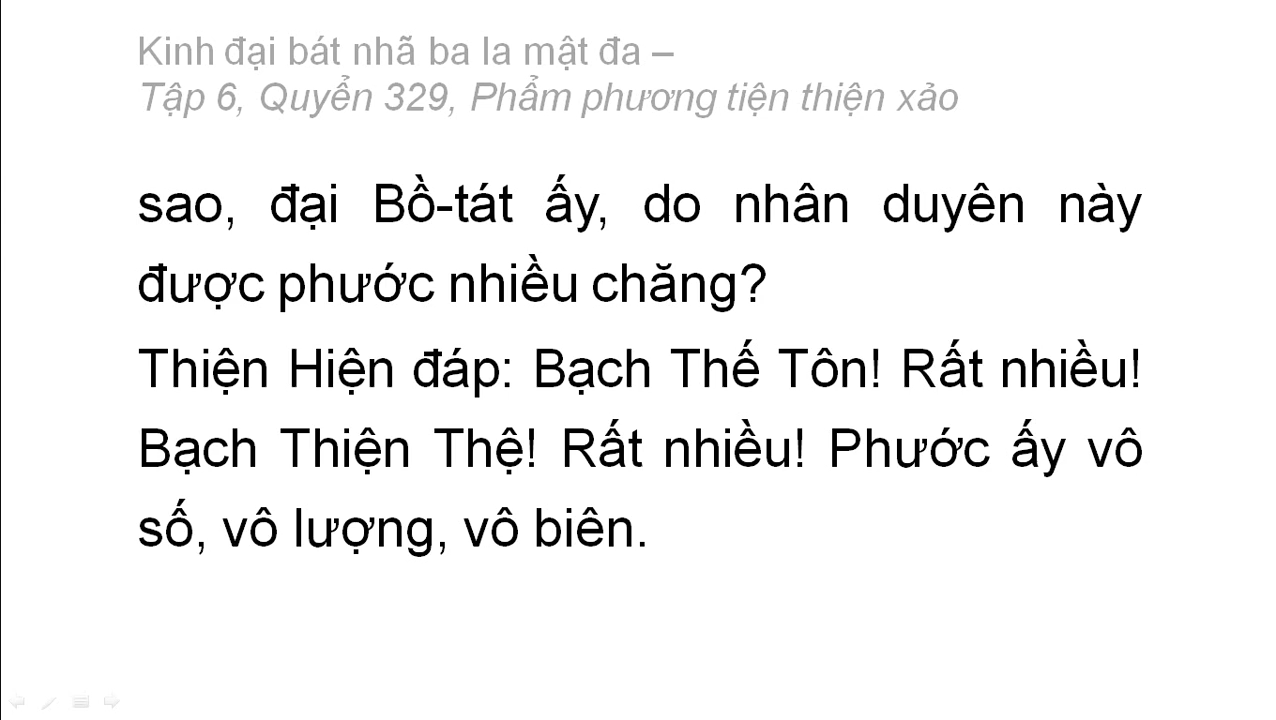 Kinh đại bát nhã ba la mật đa –
Tập 6, Quyển 329, Phẩm phương tiện thiện xảo
sao, đại Bồ-tát ấy, do nhân duyên này
được phước nhiều chăng?
Thiện Hiện đáp: Bạch Thế Tôn! Rất nhiều!
Bạch Thiện Thệ! Rất nhiều! Phước ấy vô
số, vô lượng, vô biên.